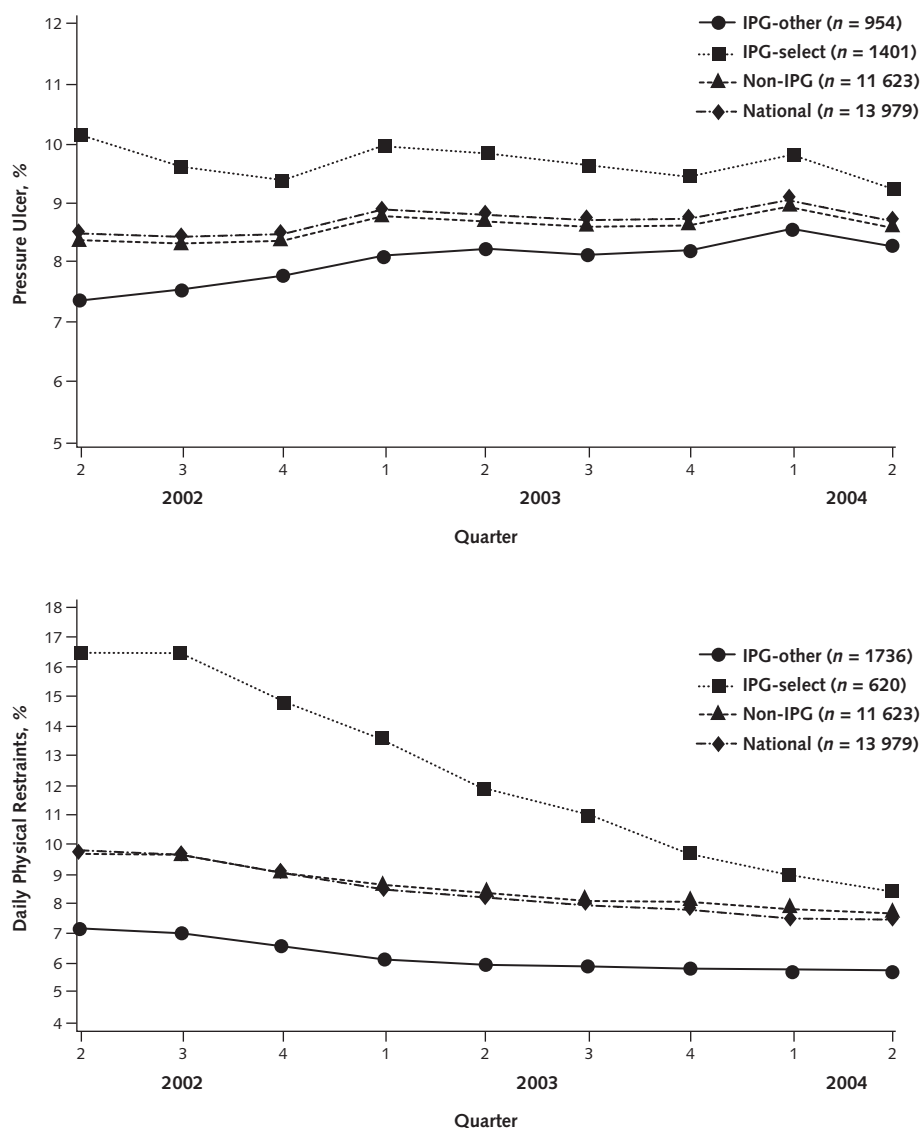 12
11
10
9
8
7
6
5
Pressure Ulcer, %
IPG-other (n = 954)
IPG-select (n = 1401)
Non-IPG (n = 11 623)
National (n = 13 979)
2 3 4 1 2 3 4 1 2
2002 2003 2004
Quarter
18
17
16
15
14
13
12
11
10
9
8
7
6
5
4
Daily Physical Restraints, %
IPG-other (n = 1736)
IPG-select (n = 620)
Non-IPG (n = 11 623)
National (n = 13 979)
2 3 4 1 2 3 4 1 2
2002 2003 2004
Quarter